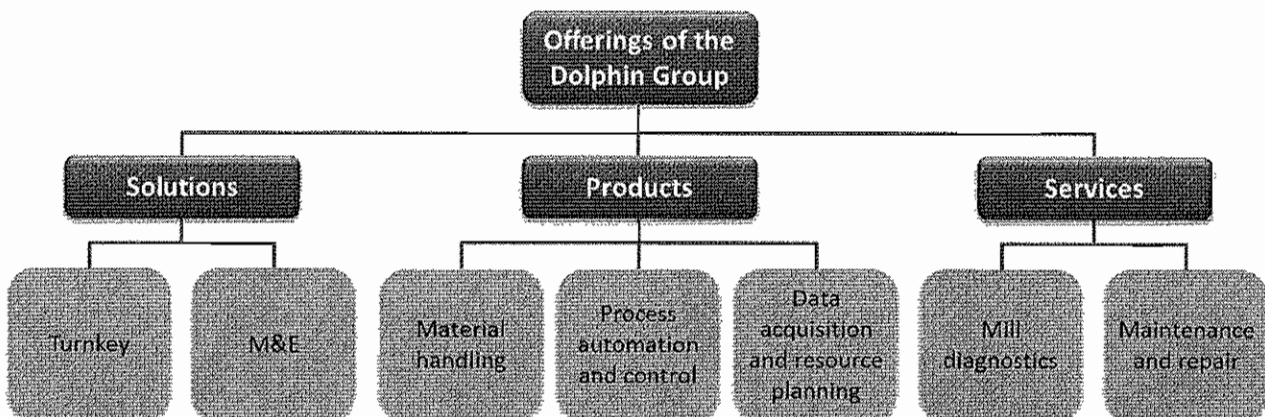 Offerings of the
Dolphin Group
Solutions
Products
Services
Turnkey
M&E
Material
handling
Process
automation
and control
Data
acquisition
and resource
planning
Mill
diagnostics
Maintenance
and repair